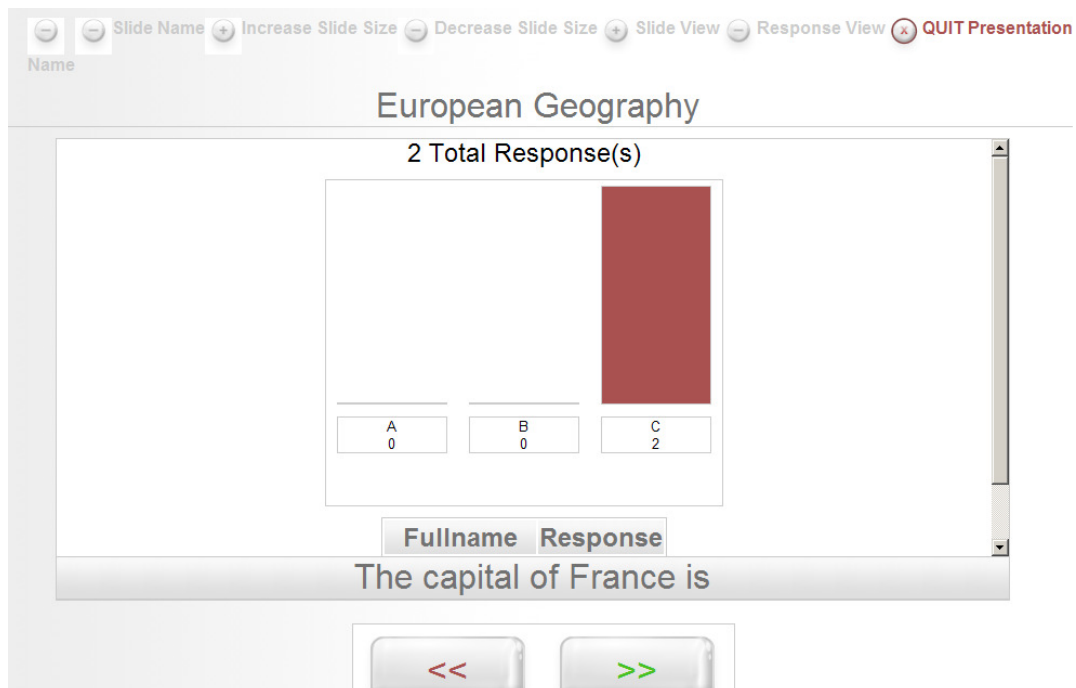 Slide Name Increase Slide Size Decrease Slide Size Slide View Response View x QUIT Presentation
Name
European Geography
2 Total Response(s)
A B C
0 0 2
Fullname Response
The capital of France is
<< >>